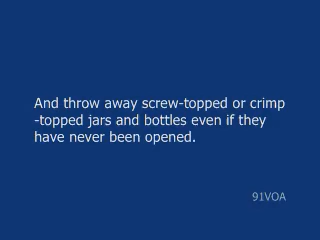 And throw away screw-topped or crimp
-topped jars and bottles even if they
have never been opened.
91VOA